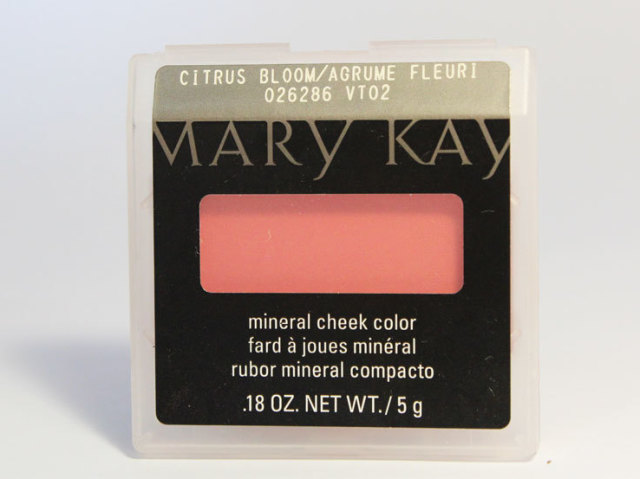 CITRUS BLOOM/AGRUME FLEURI
026286 VT02
MARY KAY
mineral cheek color
fard à joues minéral
rubor mineral compacto
.18 OZ. NET WT./5 g